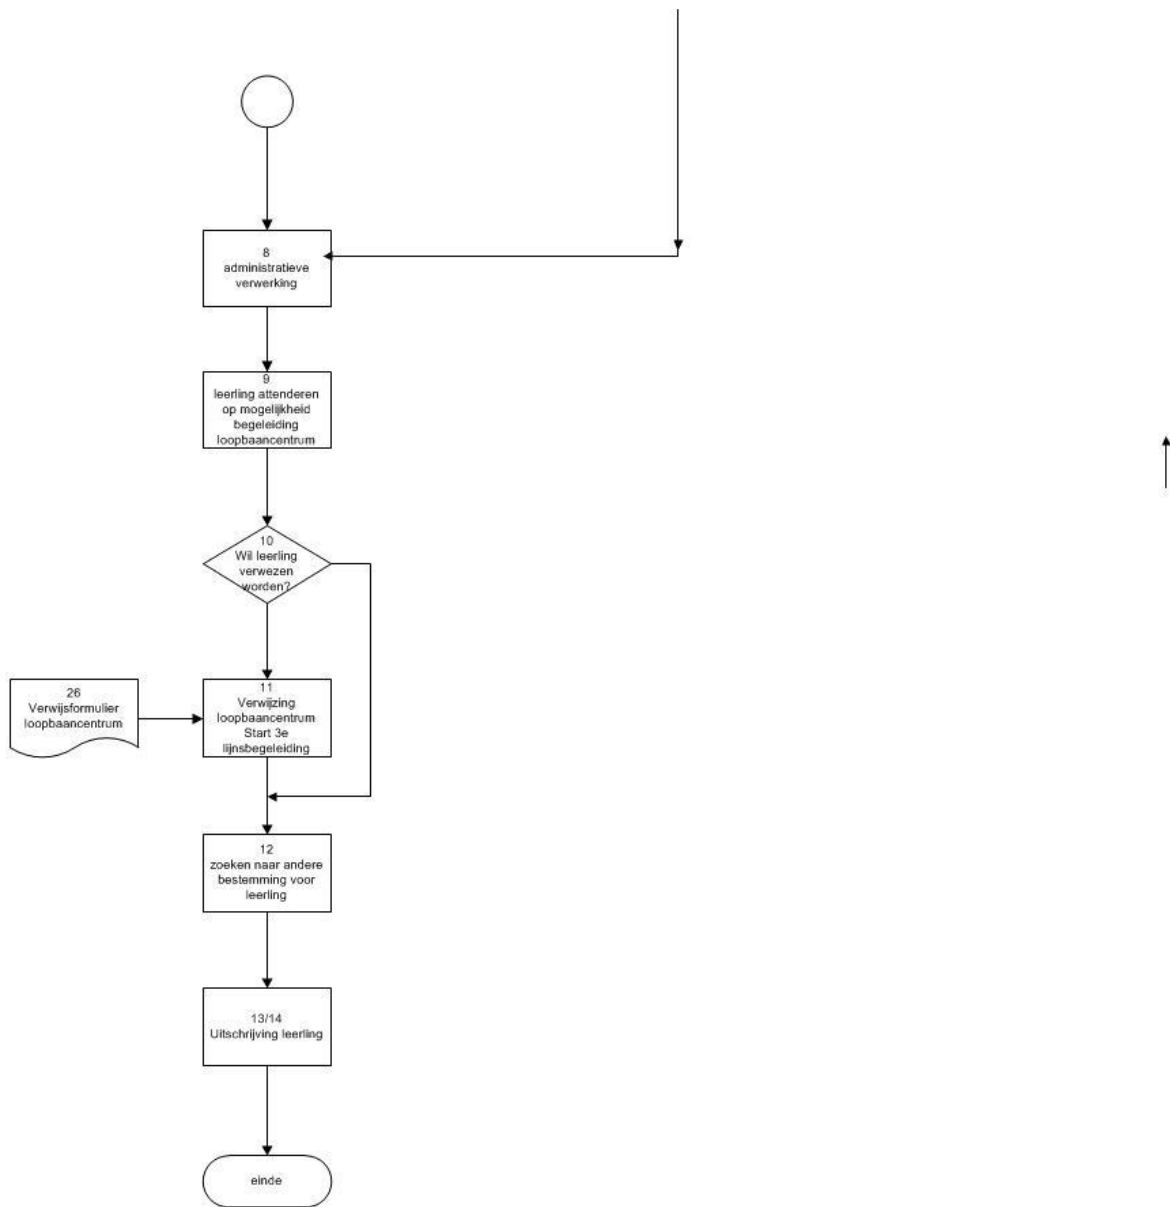 8
administratieve
verwerking
9
leerling attenderen
op mogelijkheid
begeleiding
loopbaancentrum
10
Wil leerling
verwezen
worden?
26
Verwijsformulier
loopbaancentrum
11
Verwijzing
loopbaancentrum
Start 3e
lijnsbegeleiding
12
zoeken naar andere
bestemming voor
leerling
13/14
Uitschrijving leerling
einde